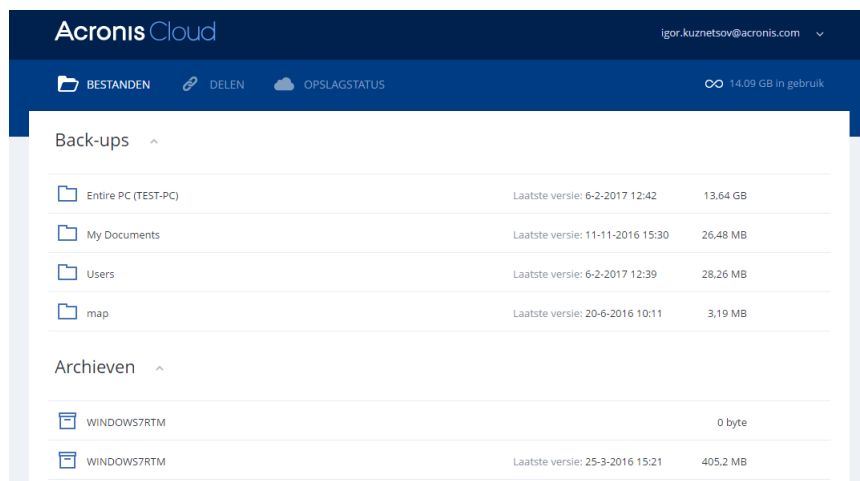 Acronis Cloud
igor.kuznetsov@acronis.com
BESTANDEN DELEN OPSLAGSTATUS 14.09 GB in gebruik
Back-ups
Entire PC (TEST-PC) Laatste versie: 6-2-2017 12:42 13,64 GB
My Documents Laatste versie: 11-11-2016 15:30 26,48 MB
Users Laatste versie: 6-2-2017 12:39 28,26 MB
map Laatste versie: 20-6-2016 10:11 3,19 MB
Archieven
WINDOWS7RTM 0 byte
WINDOWS7RTM Laatste versie: 25-3-2016 15:21 405,2 MB